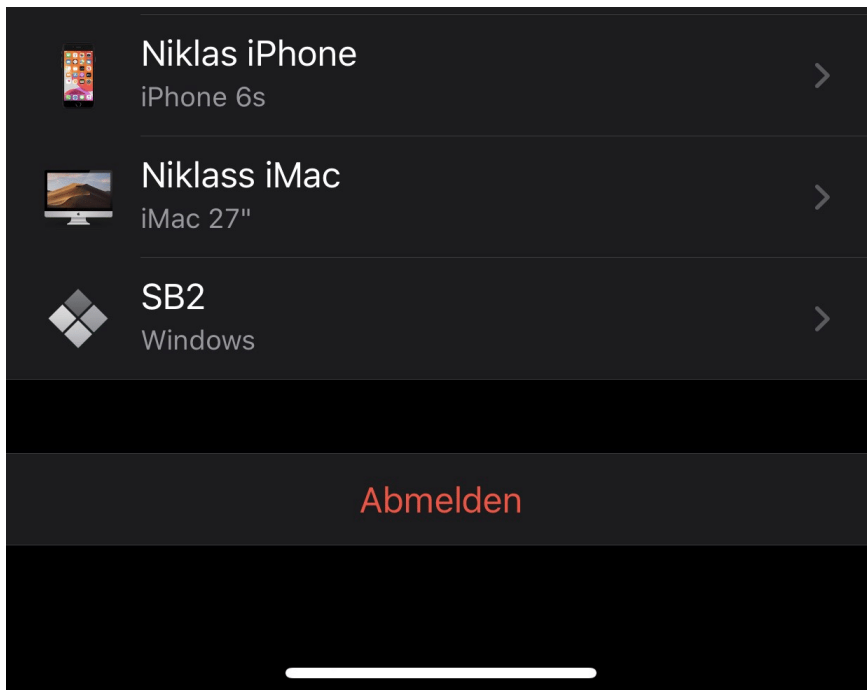 Niklas iPhone
iPhone 6s
Niklass iMac
iMac 27"
SB2
Windows
Abmelden